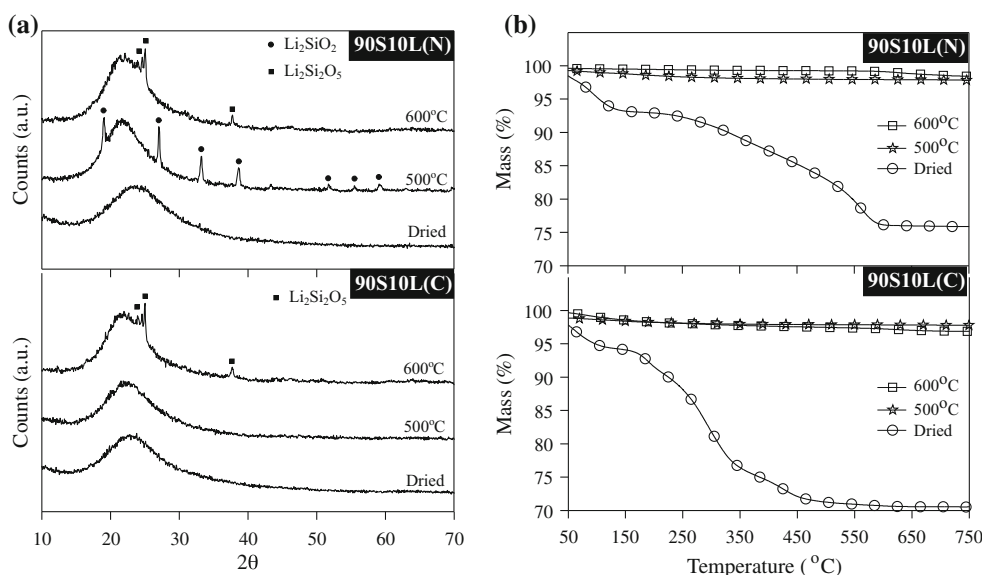 (a)
Li₂SiO₂
Li₂Si₂O₅
90S10L(N)
600°C
500°C
Dried
Counts (a.u.)
90S10L(C)
Li₂Si₂O₅
600°C
500°C
Dried
Counts (a.u.)
10 20 30 40 50 60 70
2θ
(b)
90S10L(N)
100
95
90
85
80
75
70
Mass (%)
600°C
500°C
Dried
90S10L(C)
100
95
90
85
80
75
70
Mass (%)
600°C
500°C
Dried
50 150 250 350 450 550 650 750
Temperature (°C)